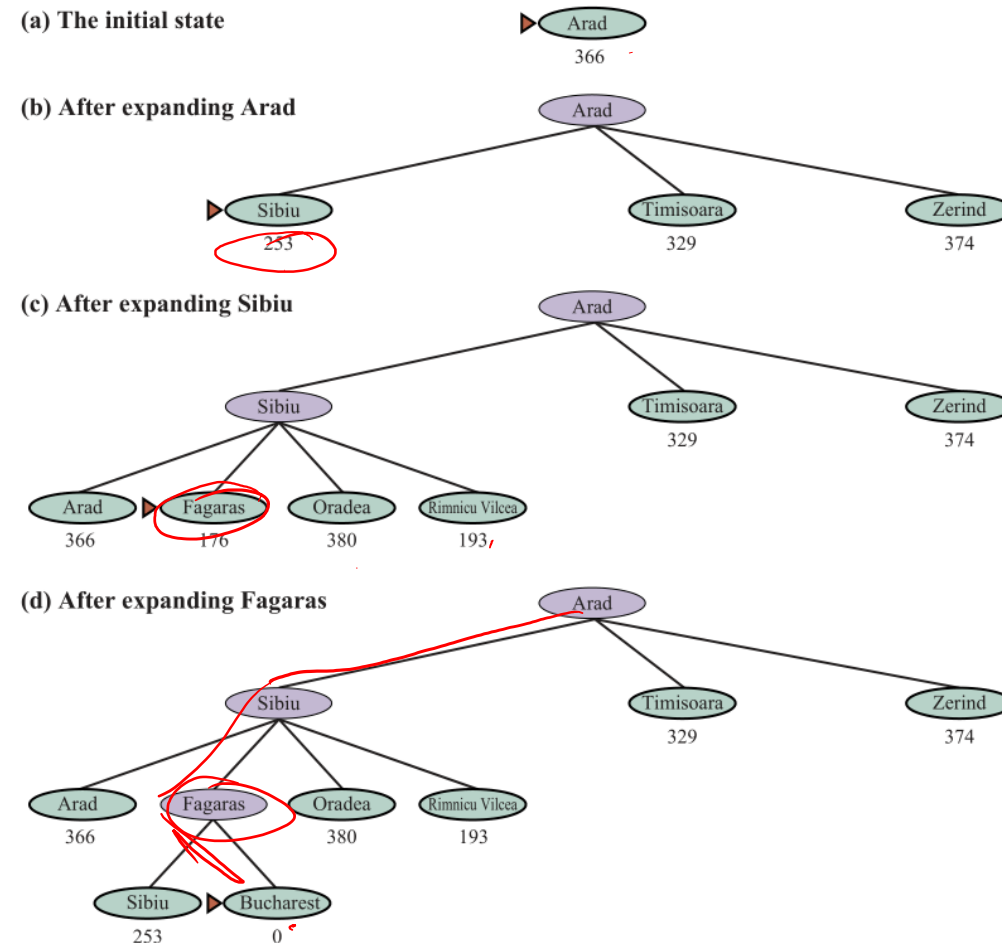 (a) The initial state
Arad
366
(b) After expanding Arad
Arad
Sibiu
Timisoara
Zerind
253
329
374
(c) After expanding Sibiu
Arad
Sibiu
Timisoara
Zerind
329
374
Arad
Fagaras
Oradea
Rimnicu Vilcea
366
176
380
193
(d) After expanding Fagaras
Arad
Sibiu
Timisoara
Zerind
329
374
Arad
Fagaras
Oradea
Rimnicu Vilcea
366
380
193
Sibiu
Bucharest
253
0